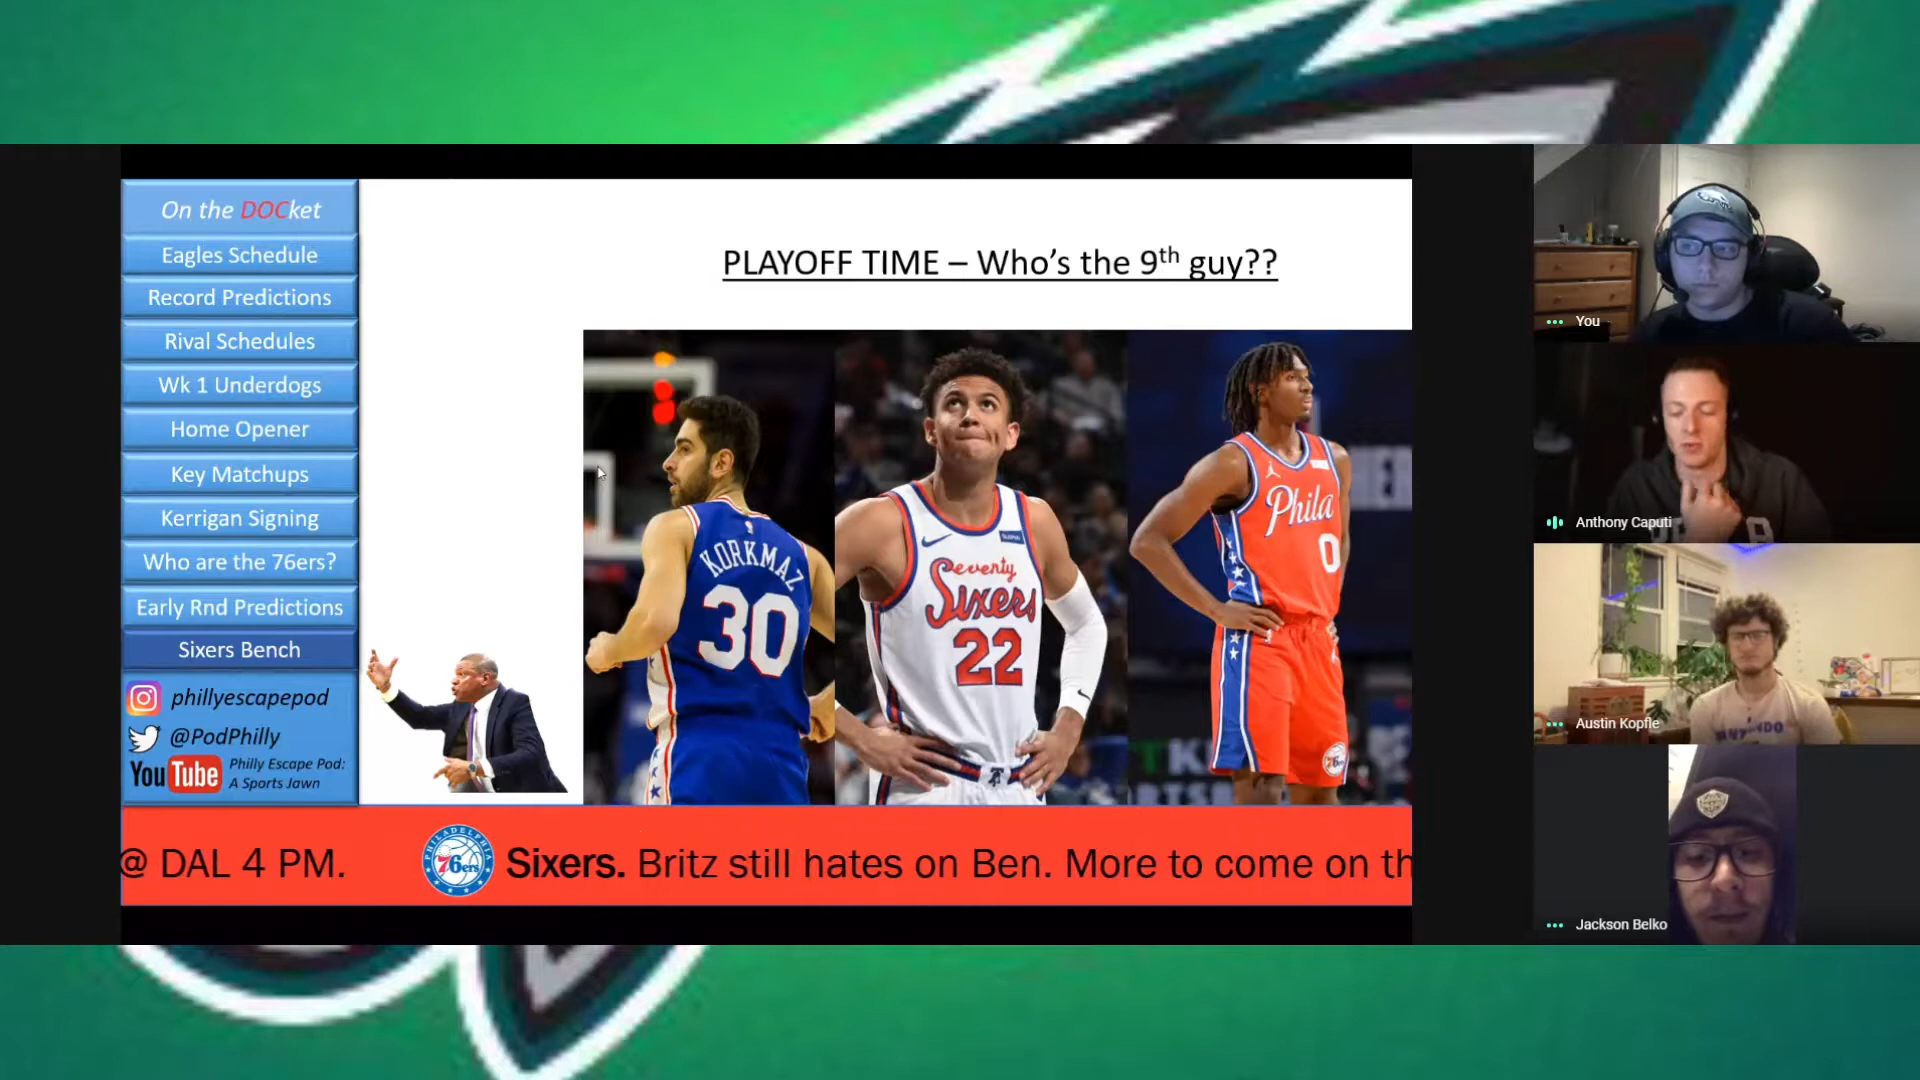 On the DOCket
Eagles Schedule
Record Predictions
Rival Schedules
Wk 1 Underdogs
Home Opener
Key Matchups
Kerrigan Signing
Who are the 76ers?
Early Rnd Predictions
Sixers Bench
phillyescapepod
@PodPhilly
YouTube Philly Escape Pod:
A Sports Jawn
PLAYOFF TIME – Who's the 9th guy??
KORKMAZ
30
Seventy
Sixers
22
Phila
0
@ DAL 4 PM.
PHILADELPHIA
76ers
Sixers. Britz still hates on Ben. More to come on th
You
Anthony Caputi
Austin Kopfle
Jackson Belko